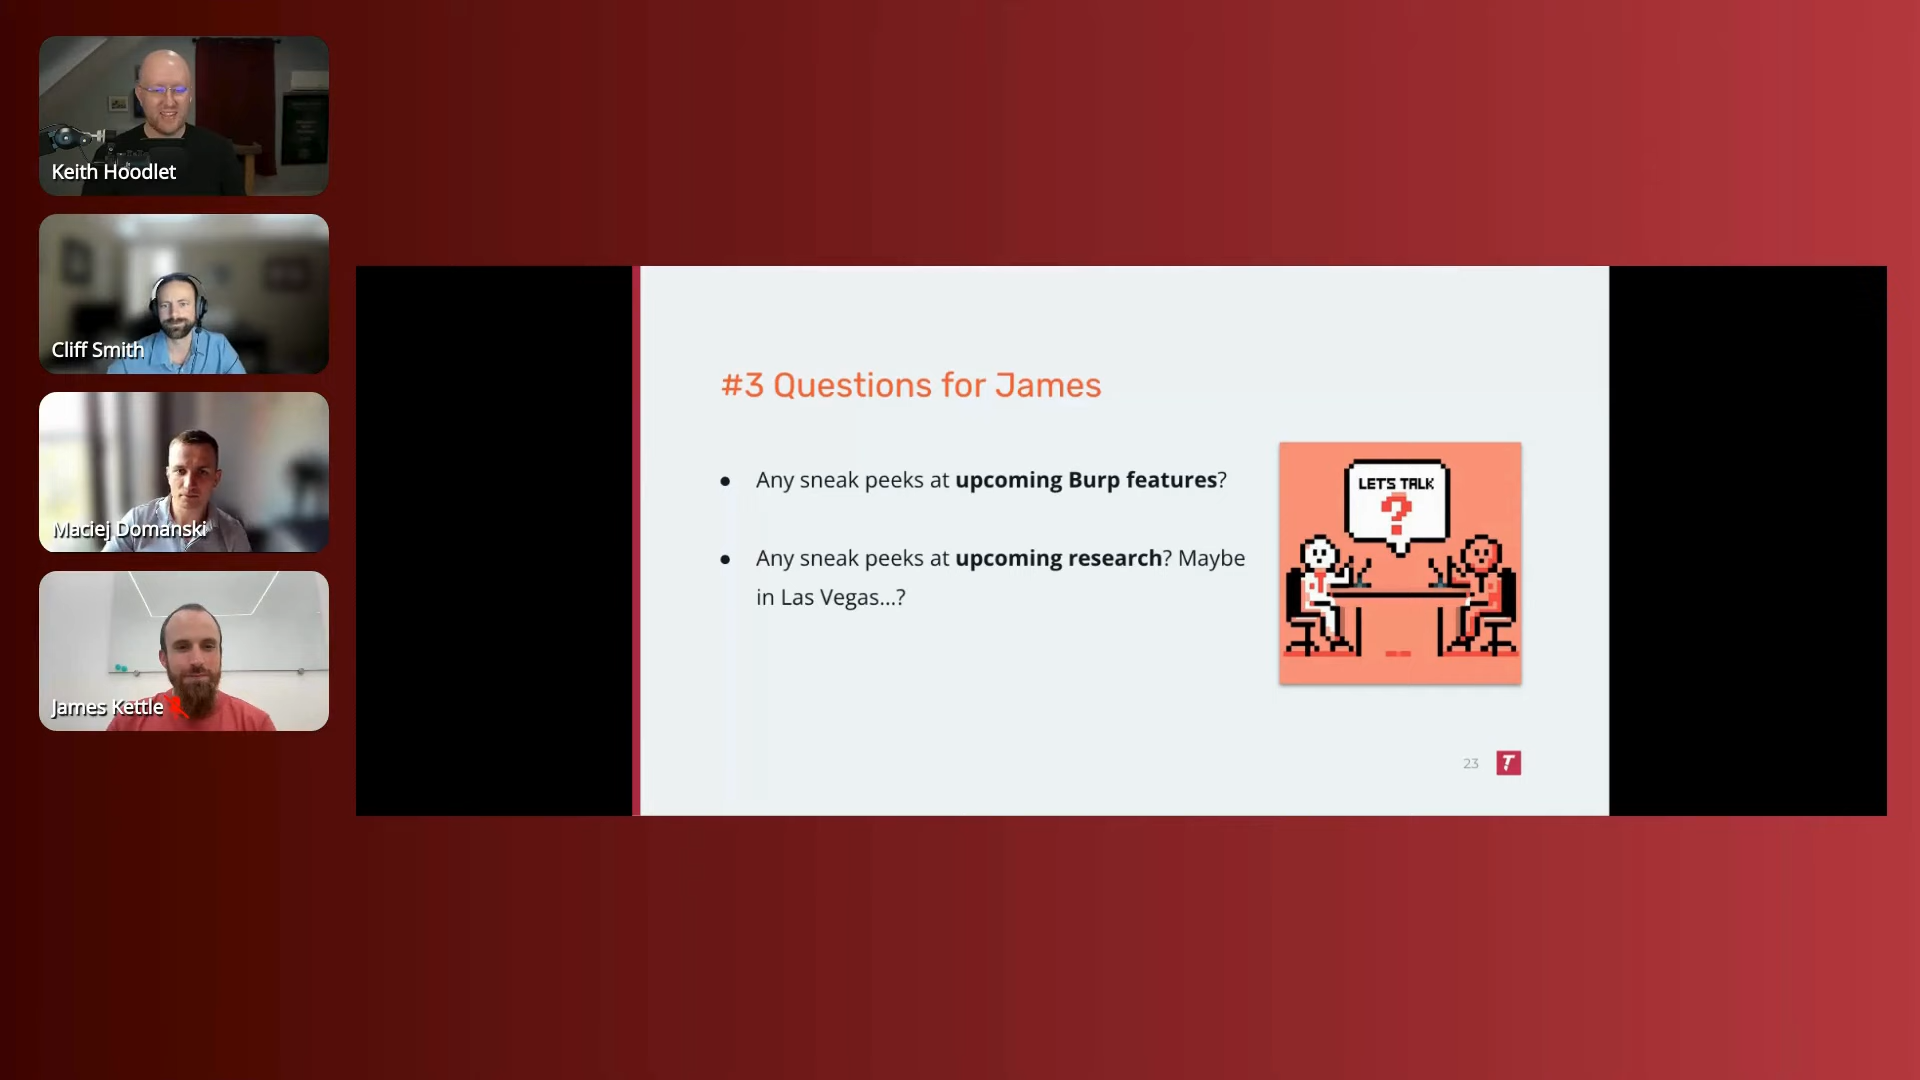 Keith Hoodlet
Cliff Smith
Maciej Domanski
James Kettle
#3 Questions for James
● Any sneak peeks at upcoming Burp features?
● Any sneak peeks at upcoming research? Maybe
in Las Vegas...?
LET'S TALK
?
23
T